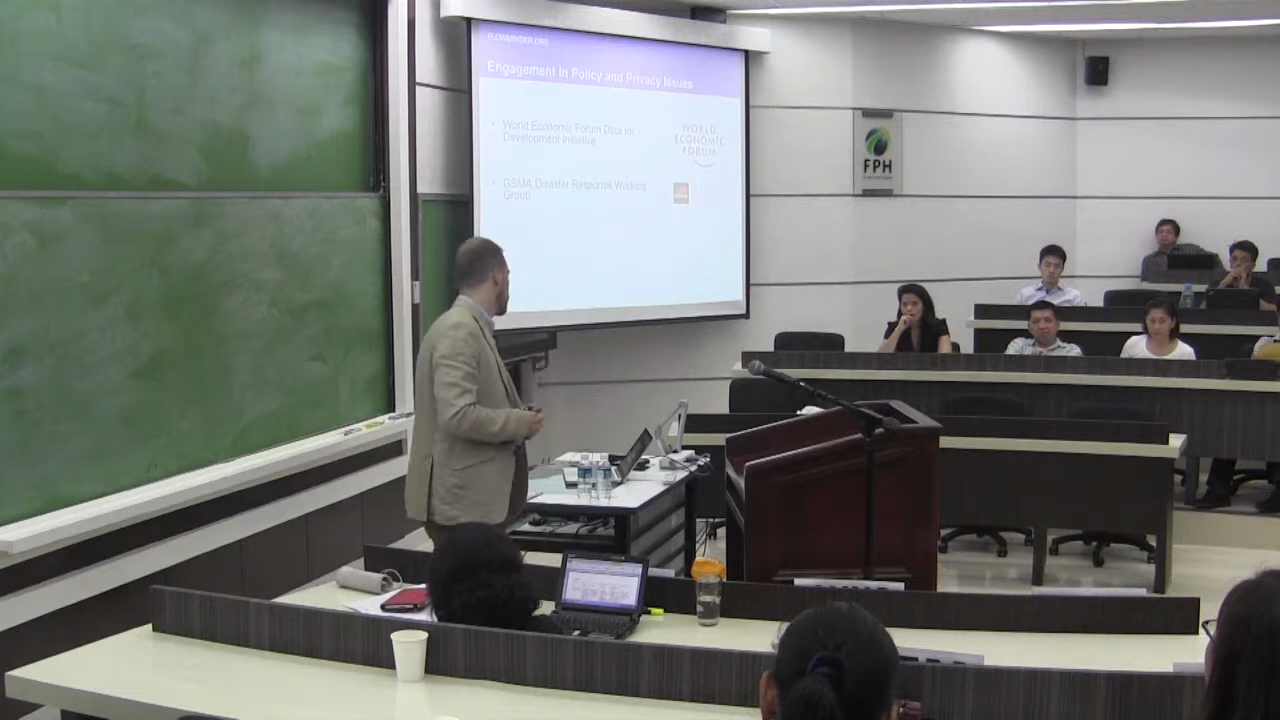 FLOWMINDER.ORG
Engagement in Policy and Privacy Issues
World Economic Forum Data for
Development Initiative
WORLD
ECONOMIC
FORUM
GSMA Disaster Response Working
Group
FPH